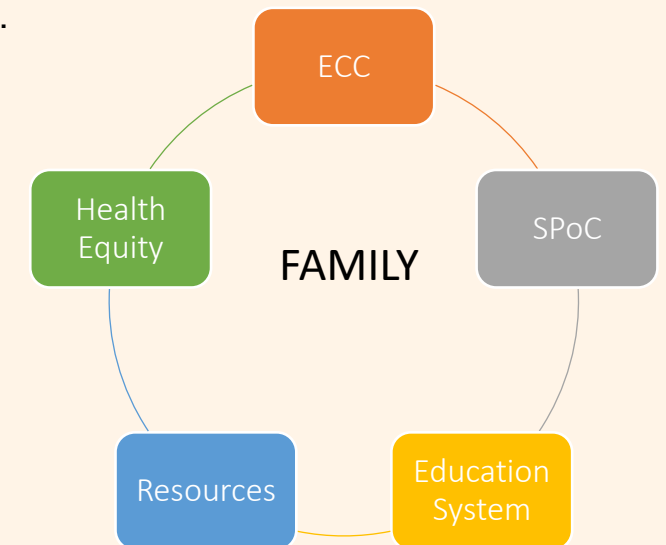 .
ECC
Health
Equity
SPoC
FAMILY
Resources
Education
System